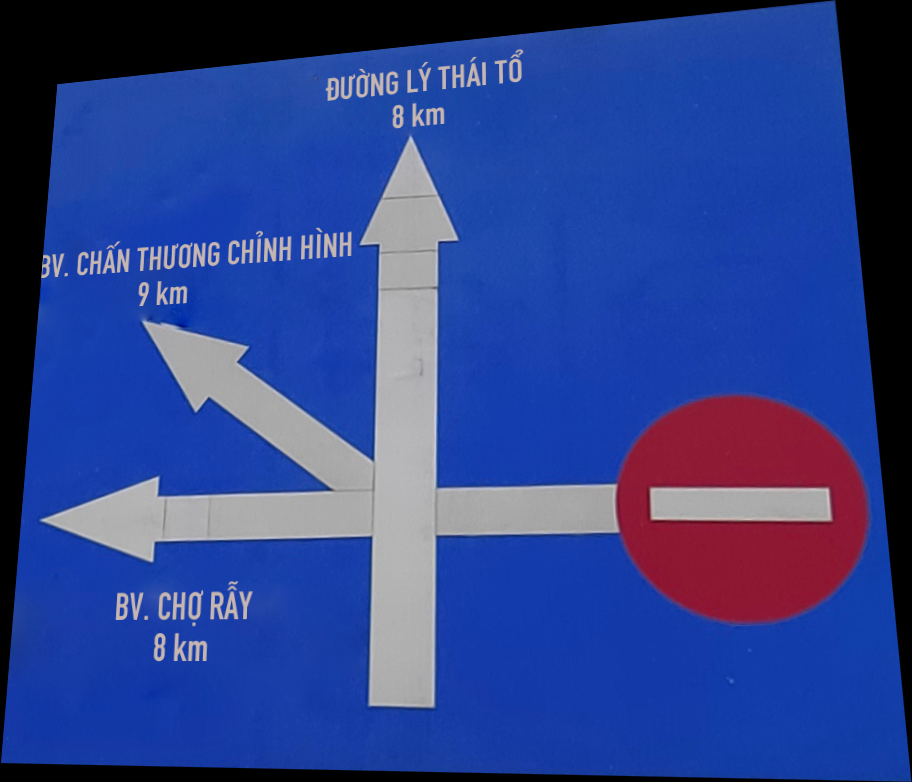 ĐƯỜNG LÝ THÁI TỔ
8 km
BV. CHẤN THƯƠNG CHỈNH HÌNH
9 km
BV. CHỢ RẪY
8 km